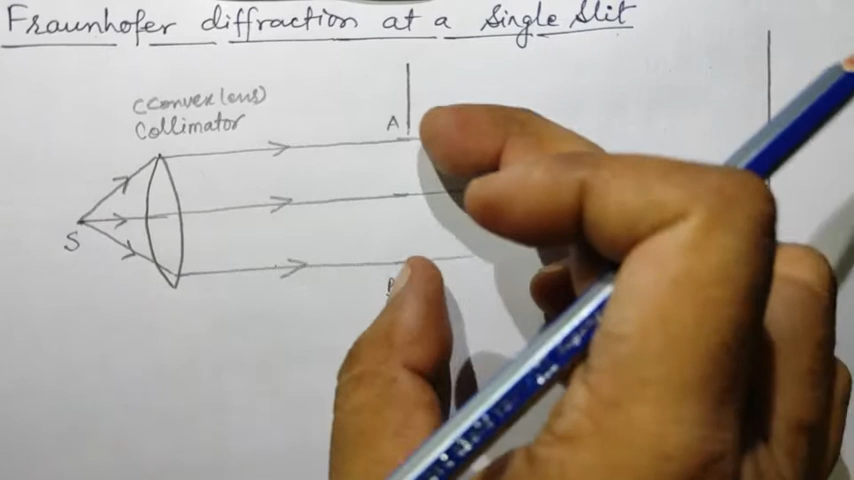 Fraunhofer diffraction at a Single Slit
(Convex lens)
Collimator
A
S